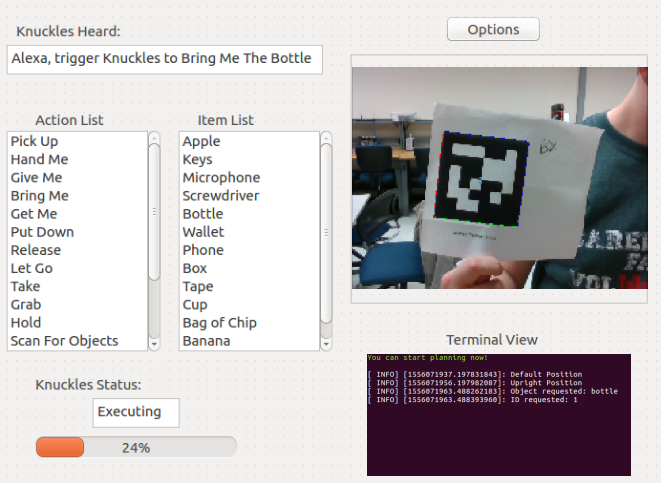 Knuckles Heard:
Alexa, trigger Knuckles to Bring Me The Bottle
Action List
Pick Up
Hand Me
Give Me
Bring Me
Get Me
Put Down
Release
Let Go
Take
Grab
Hold
Scan For Objects
Item List
Apple
Keys
Microphone
Screwdriver
Bottle
Wallet
Phone
Box
Tape
Cup
Bag of Chip
Banana
Knuckles Status:
Executing
24%
Options
Terminal View
You can start planning now!
[ INFO] [1556071937.197831843]: Default Position
[ INFO] [1556071956.197982087]: Upright Position
[ INFO] [1556071963.488262183]: Object requested: bottle
[ INFO] [1556071963.488393960]: ID requested: 1